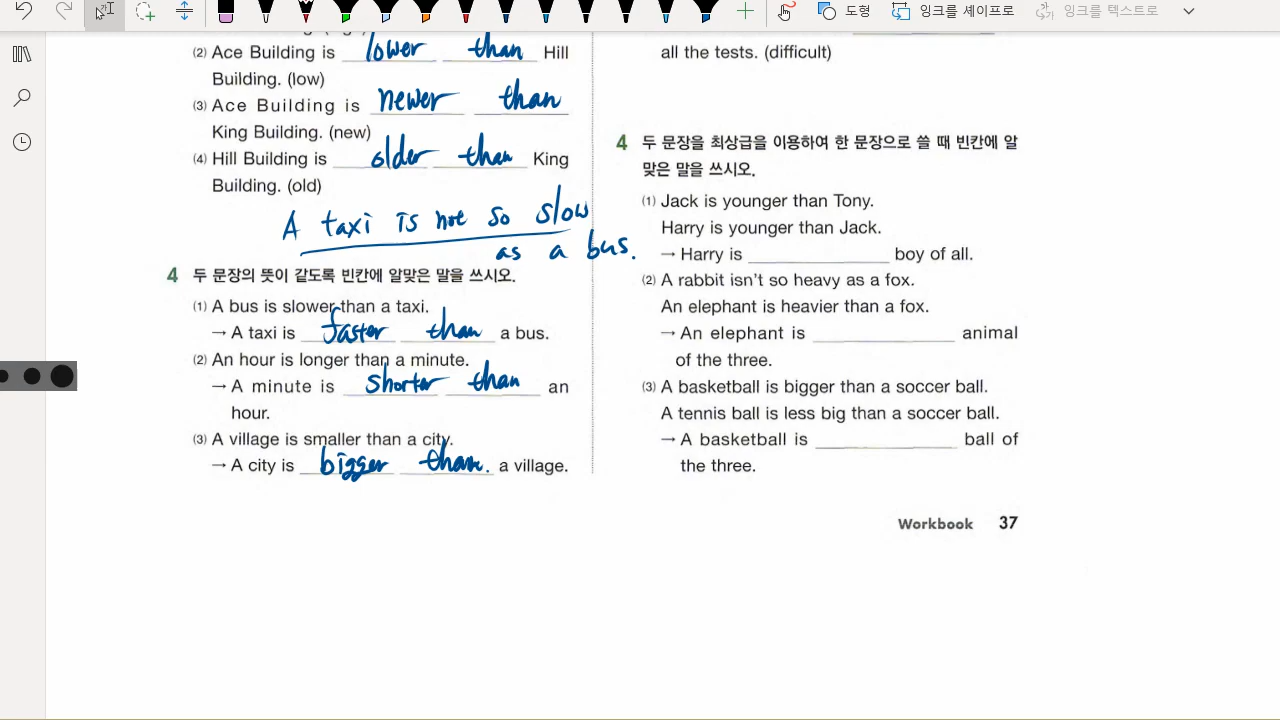 도형
잉크를 셰이프로
잉크를 텍스트로
(2) Ace Building is lower than Hill
Building. (low)
(3) Ace Building is newer than
King Building. (new)
(4) Hill Building is older than King
Building. (old)
A taxi is not so slow
as a bus.
4 두 문장의 뜻이 같도록 빈칸에 알맞은 말을 쓰시오.
(1) A bus is slower than a taxi.
→ A taxi is faster than a bus.
(2) An hour is longer than a minute.
→ A minute is shorter than an
hour.
(3) A village is smaller than a city.
→ A city is bigger than. a village.
all the tests. (difficult)
4 두 문장을 최상급을 이용하여 한 문장으로 쓸 때 빈칸에 알
맞은 말을 쓰시오.
(1) Jack is younger than Tony.
Harry is younger than Jack.
→ Harry is ____________ boy of all.
(2) A rabbit isn't so heavy as a fox.
An elephant is heavier than a fox.
→ An elephant is ____________ animal
of the three.
(3) A basketball is bigger than a soccer ball.
A tennis ball is less big than a soccer ball.
→ A basketball is ____________ ball of
the three.
Workbook 37